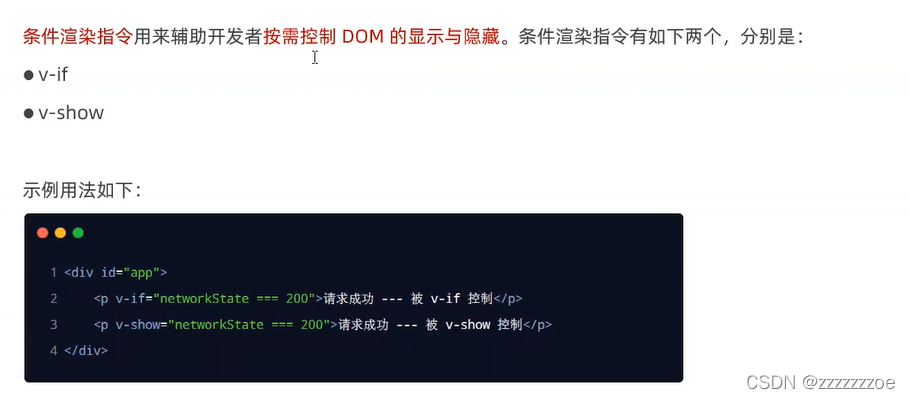 条件渲染指令用来辅助开发者按需控制 DOM 的显示与隐藏。条件渲染指令有如下两个，分别是：
● v-if
● v-show
示例用法如下：
1 <div id="app">
2     <p v-if="networkState === 200">请求成功 --- 被 v-if 控制</p>
3     <p v-show="networkState === 200">请求成功 --- 被 v-show 控制</p>
4 </div>
CSDN @zzzzzzzoe